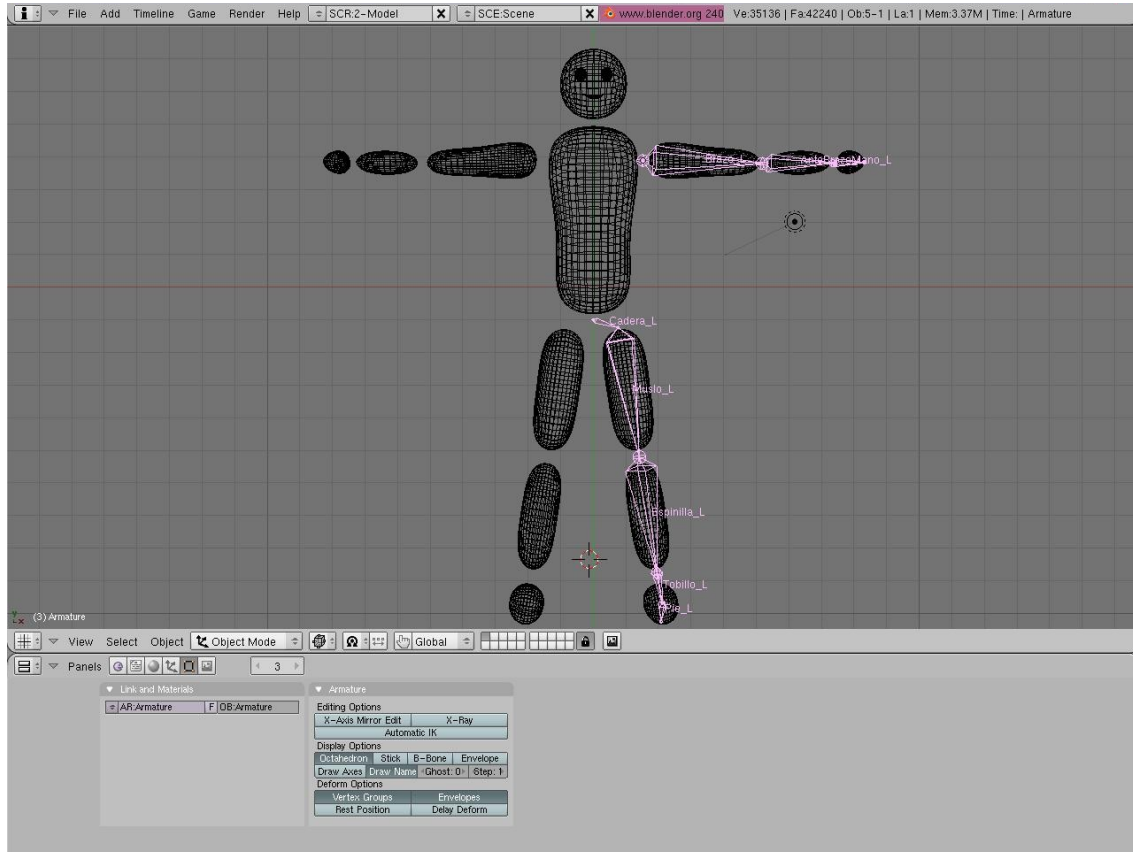 File Add Timeline Game Render Help SCR:2-Model X SCE:Scene X www.blender.org 240 Ve:35136 | Fa:42240 | Ob:5-1 | La:1 | Mem:3.37M | Time: | Armature
Brazo_L
Mano_L
Cadera_L
Muslo_L
Espinilla_L
Tobillo_L
Pie_L
(3) Armature
View Select Object Object Mode Global
Panels 3
Link and Materials
AR:Armature F OB:Armature
Armature
Editing Options
X-Axis Mirror Edit X-Ray
Automatic IK
Display Options
Octahedron Stick B-Bone Envelope
Draw Axes Draw Name Ghost: 0 Step: 1
Deform Options
Vertex Groups Envelopes
Rest Position Delay Deform